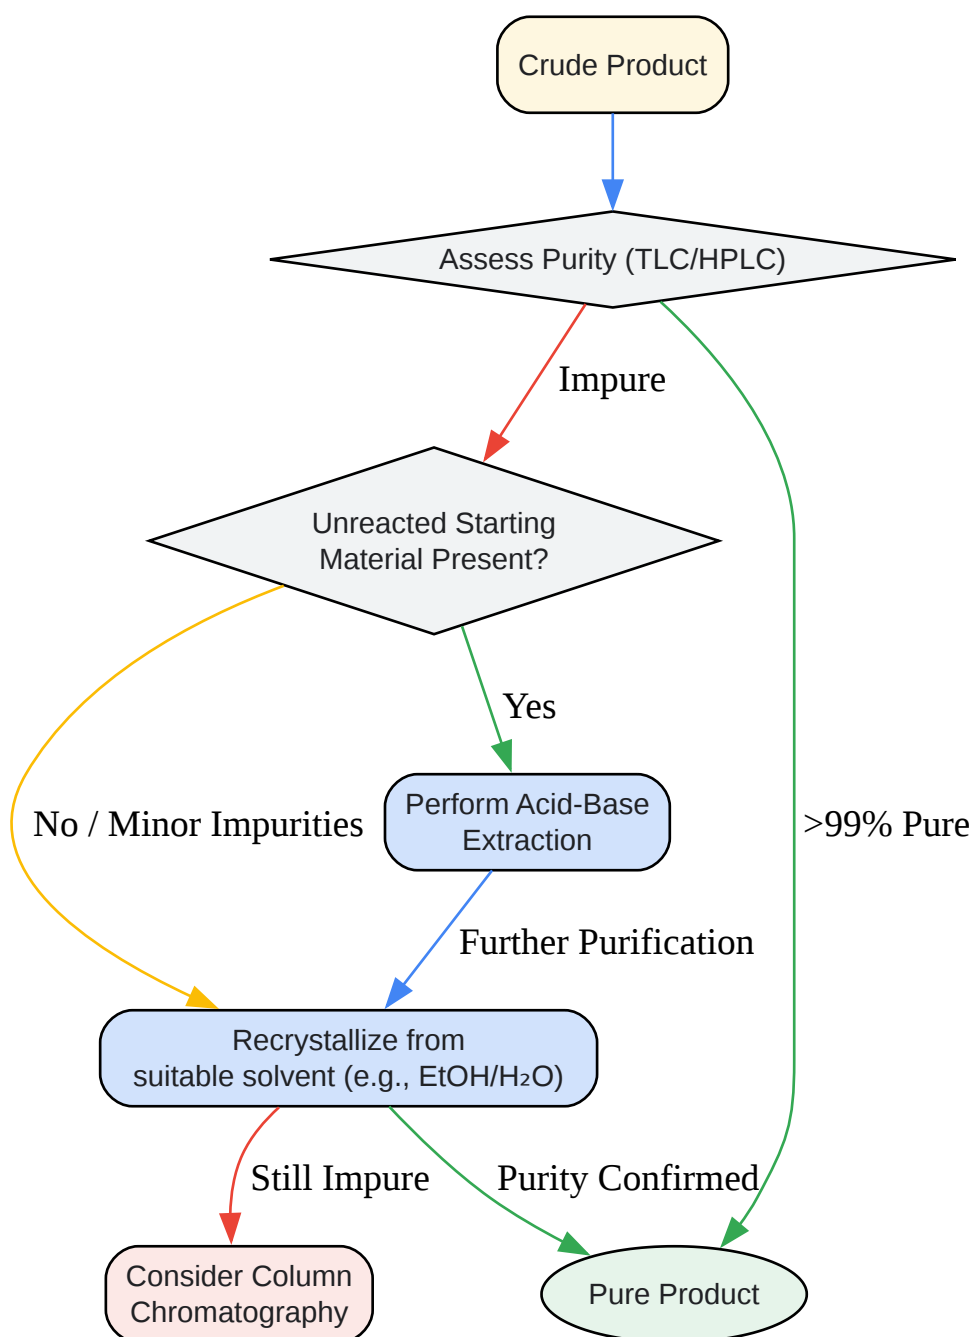 Crude Product
Assess Purity (TLC/HPLC)
Impure
Unreacted Starting
Material Present?
Yes
Perform Acid-Base
Extraction
No / Minor Impurities
>99% Pure
Further Purification
Recrystallize from
suitable solvent (e.g., EtOH/H₂O)
Still Impure
Purity Confirmed
Consider Column
Chromatography
Pure Product